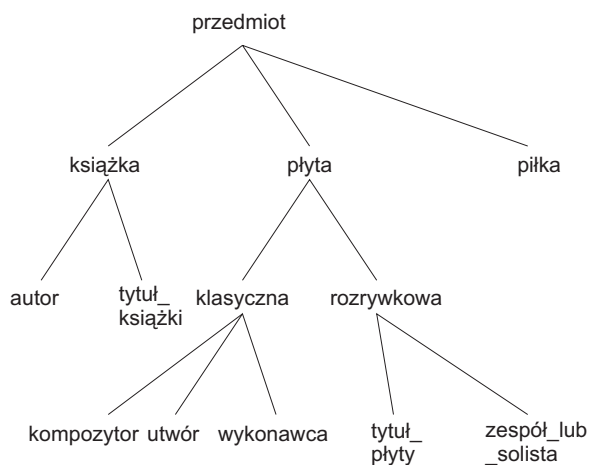 przedmiot
książka płyta piłka
autor tytuł_ klasyczna rozrywkowa
książki
kompozytor utwór wykonawca tytuł_ zespół_lub
płyty _solista